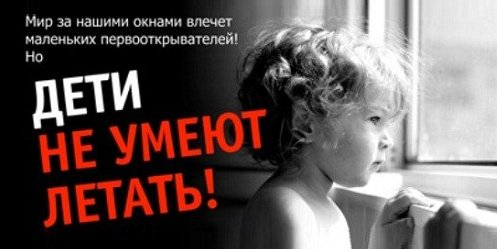 Мир за нашими окнами влечет
маленьких первооткрывателей!
Но
ДЕТИ
НЕ УМЕЮТ
ЛЕТАТЬ!